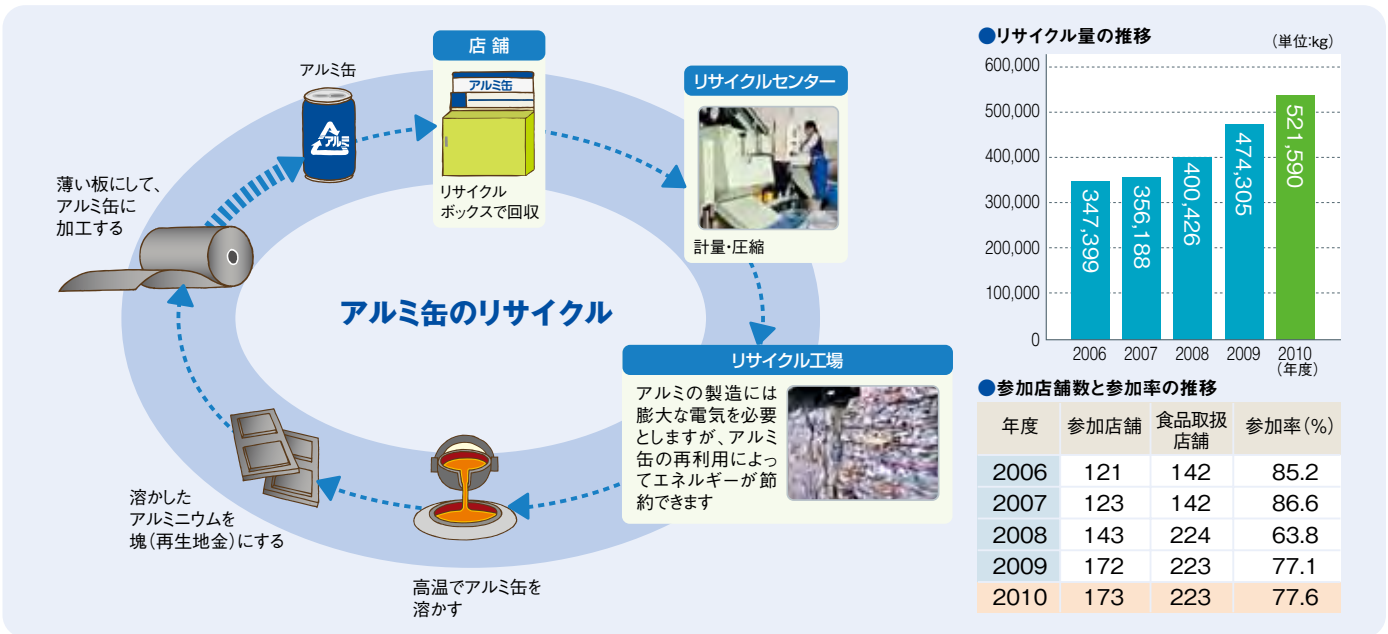 アルミ缶
アルミ
店 舗
アルミ缶
リサイクル
ボックスで回収
リサイクルセンター
計量・圧縮
リサイクル工場
アルミの製造には
膨大な電気を必要
としますが、アルミ
缶の再利用によっ
てエネルギーが節
約できます
高温でアルミ缶を
溶かす
溶かした
アルミニウムを
塊（再生地金）にする
薄い板にして、
アルミ缶に
加工する
アルミ缶のリサイクル
●リサイクル量の推移
（単位:kg）
600,000
500,000
400,000
300,000
200,000
100,000
0
347,399
356,188
400,426
474,305
521,590
2006 2007 2008 2009 2010
（年度）
●参加店舗数と参加率の推移
年度 参加店舗 食品取扱店舗 参加率（%）
2006 121 142 85.2
2007 123 142 86.6
2008 143 224 63.8
2009 172 223 77.1
2010 173 223 77.6